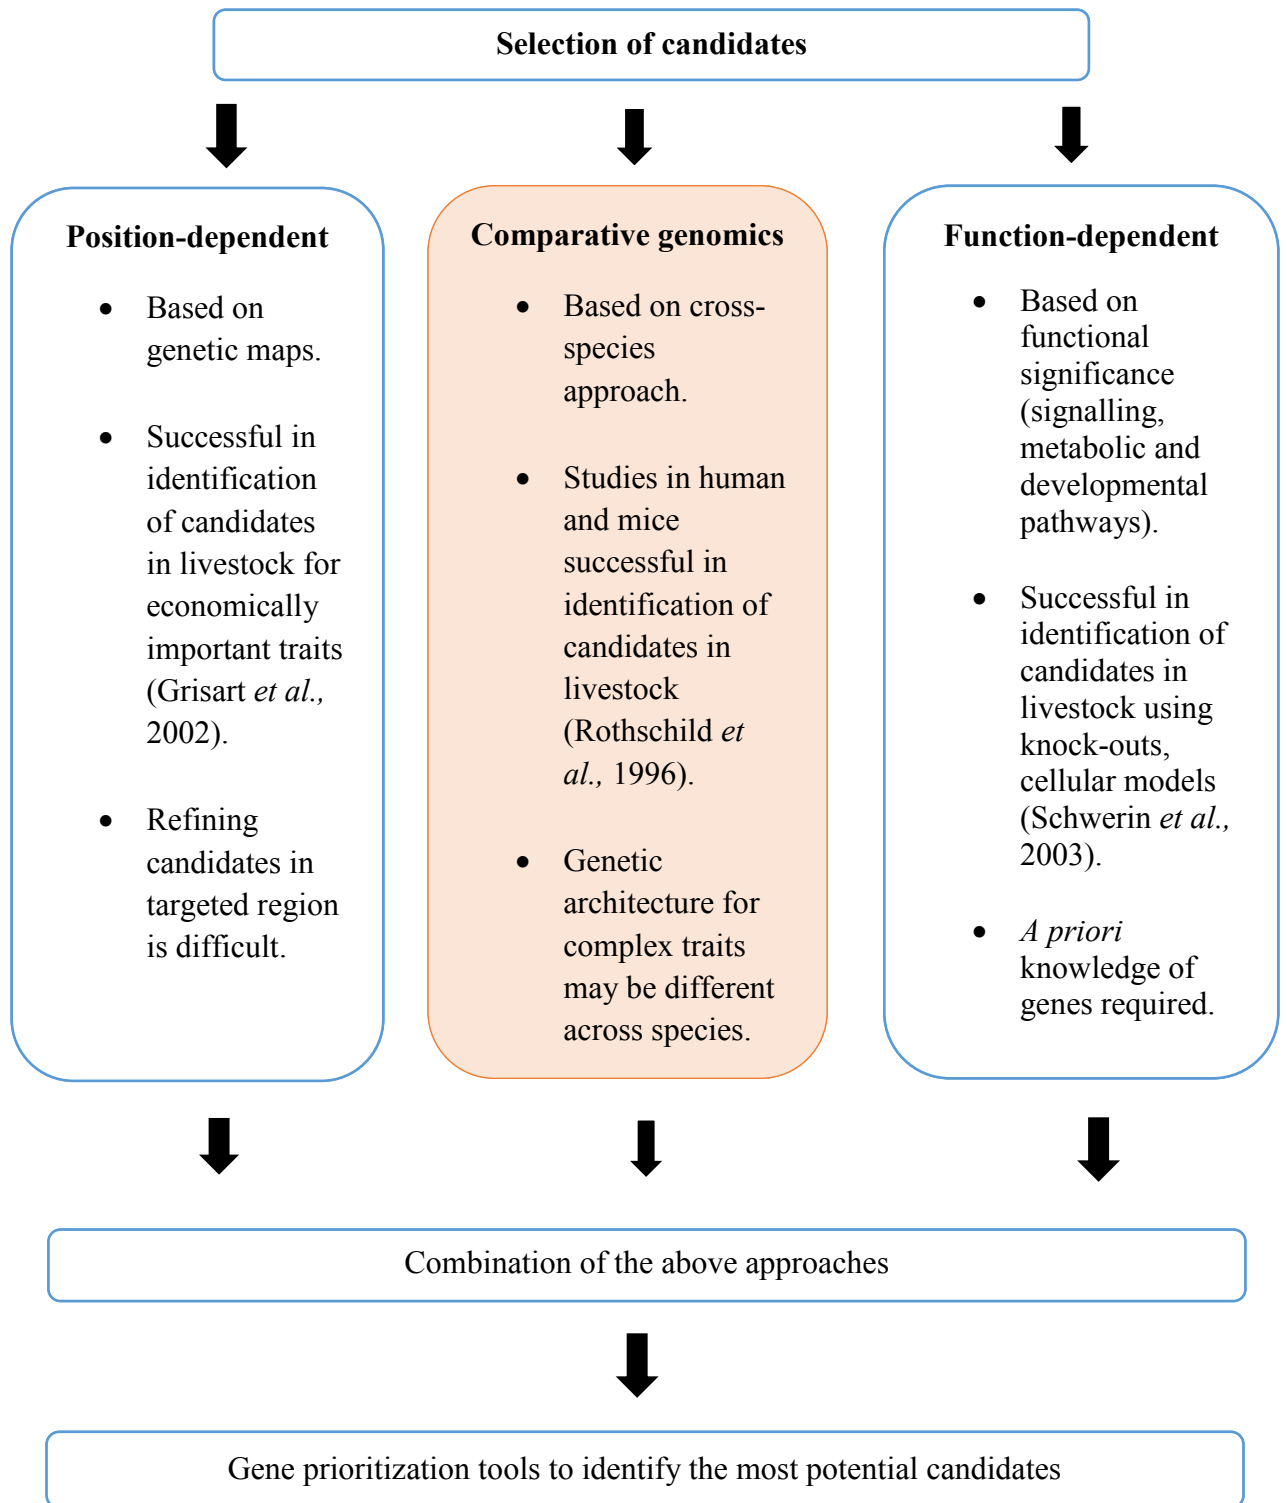 Selection of candidates
Position-dependent
• Based on
genetic maps.
• Successful in
identification
of candidates
in livestock for
economically
important traits
(Grisart et al.,
2002).
• Refining
candidates in
targeted region
is difficult.
Comparative genomics
• Based on cross-
species
approach.
• Studies in human
and mice
successful in
identification of
candidates in
livestock
(Rothschild et
al., 1996).
• Genetic
architecture for
complex traits
may be different
across species.
Function-dependent
• Based on
functional
significance
(signalling,
metabolic and
developmental
pathways).
• Successful in
identification of
candidates in
livestock using
knock-outs,
cellular models
(Schwerin et al.,
2003).
• A priori
knowledge of
genes required.
Combination of the above approaches
Gene prioritization tools to identify the most potential candidates